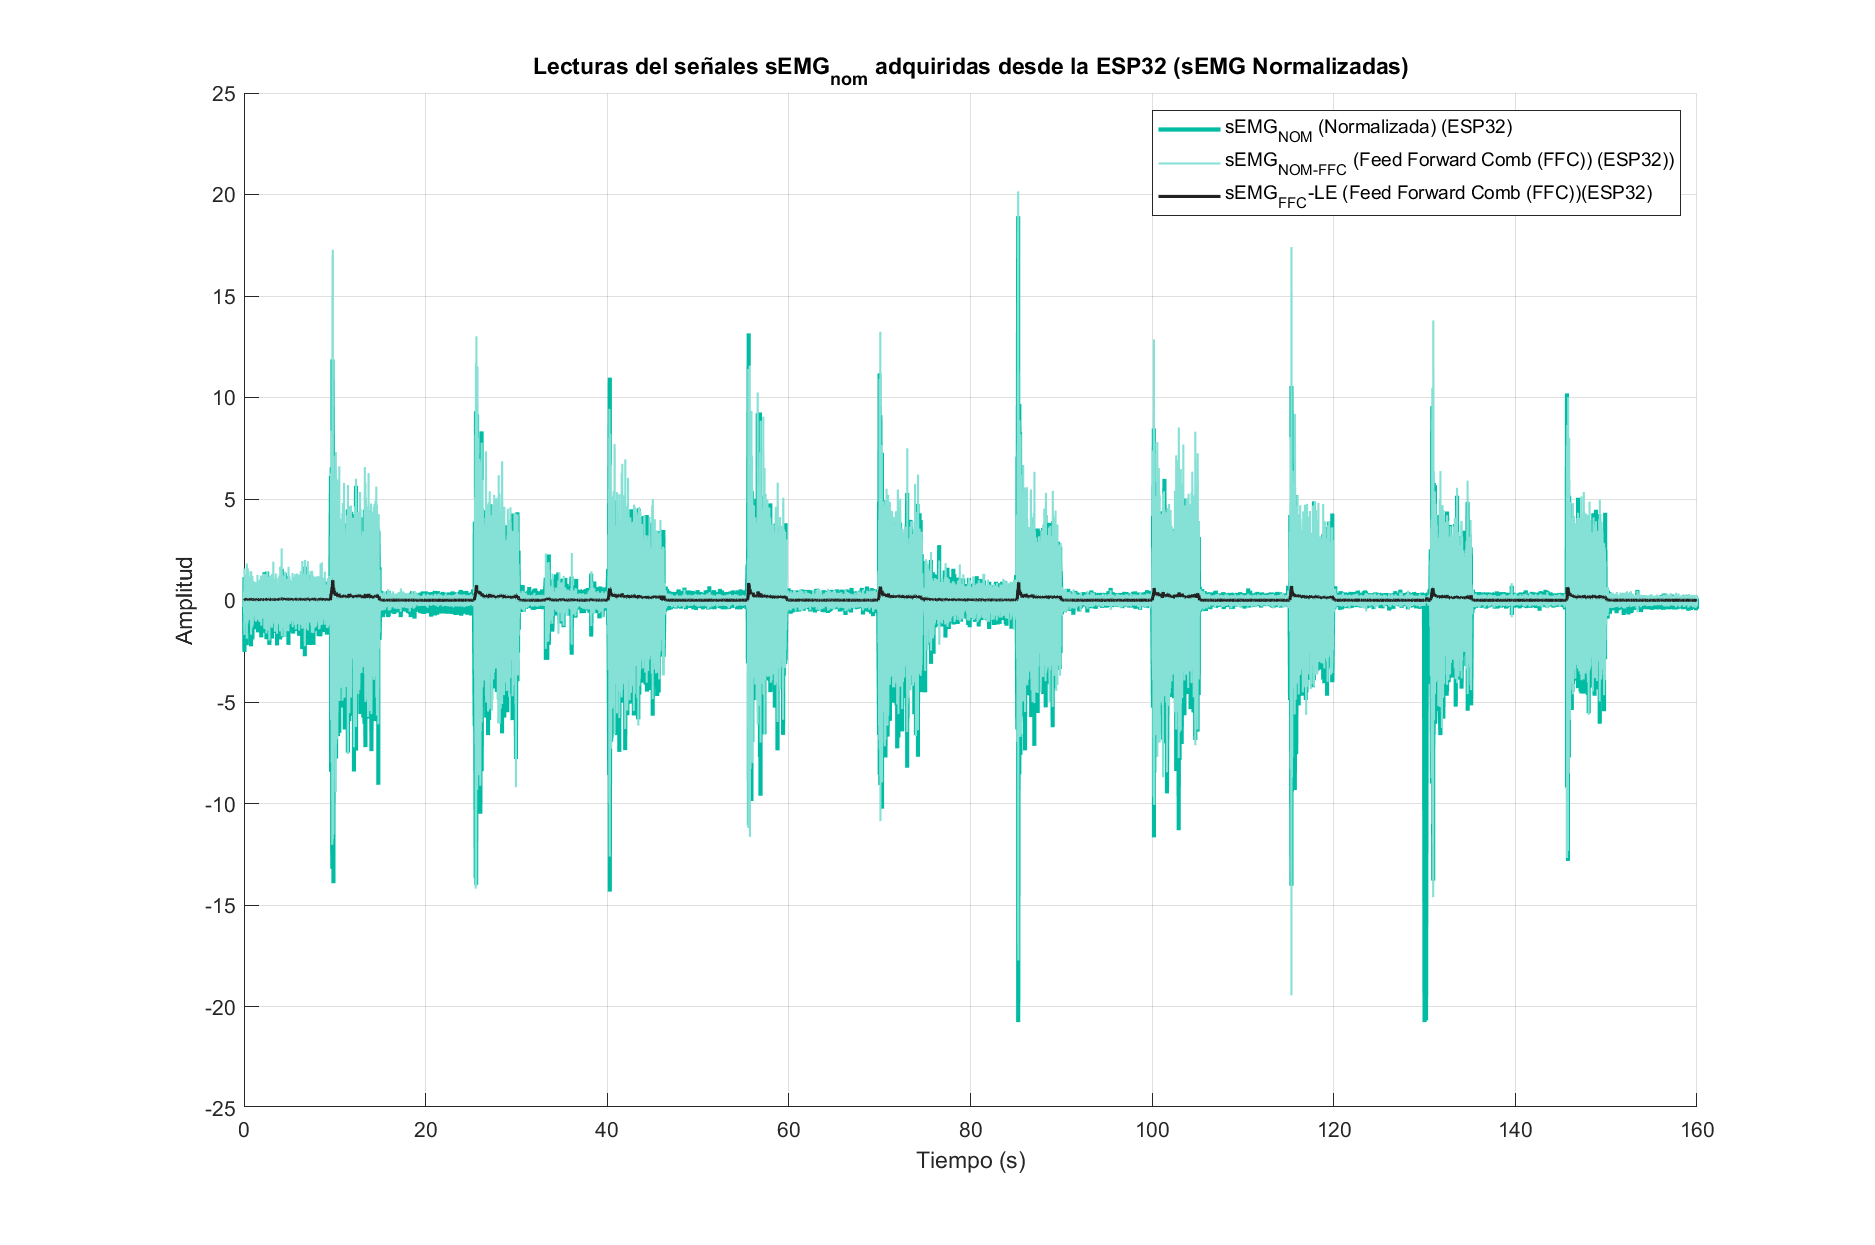 Lecturas del señales sEMGnom adquiridas desde la ESP32 (sEMG Normalizadas)
sEMGNOM (Normalizada) (ESP32)
sEMGNOM-FFC (Feed Forward Comb (FFC)) (ESP32))
sEMGFFC-LE (Feed Forward Comb (FFC))(ESP32)
Amplitud
25
20
15
10
5
0
-5
-10
-15
-20
-25
0 20 40 60 80 100 120 140 160
Tiempo (s)